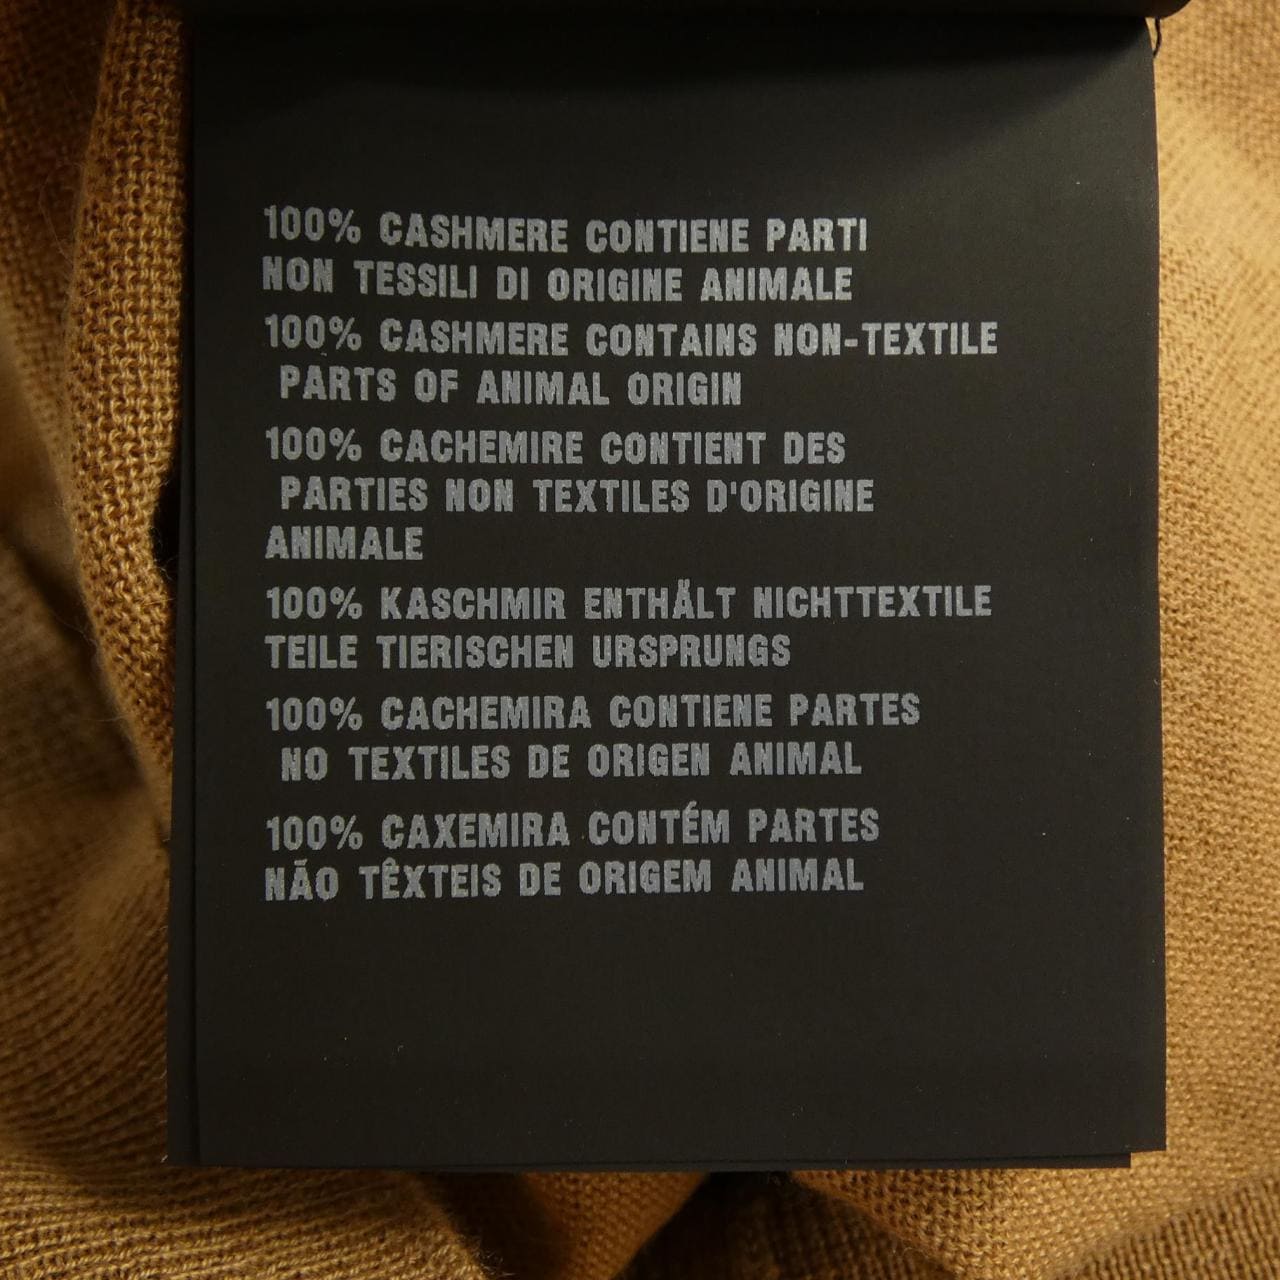 100% CASHMERE CONTIENE PARTI
NON TESSILI DI ORIGINE ANIMALE
100% CASHMERE CONTAINS NON-TEXTILE
PARTS OF ANIMAL ORIGIN
100% CACHEMIRE CONTIENT DES
PARTIES NON TEXTILES D'ORIGINE
ANIMALE
100% KASCHMIR ENTHÄLT NICHTTEXTILE
TEILE TIERISCHEN URSPRUNGS
100% CACHEMIRA CONTIENE PARTES
NO TEXTILES DE ORIGEN ANIMAL
100% CAXEMIRA CONTÉM PARTES
NÃO TÊXTEIS DE ORIGEM ANIMAL